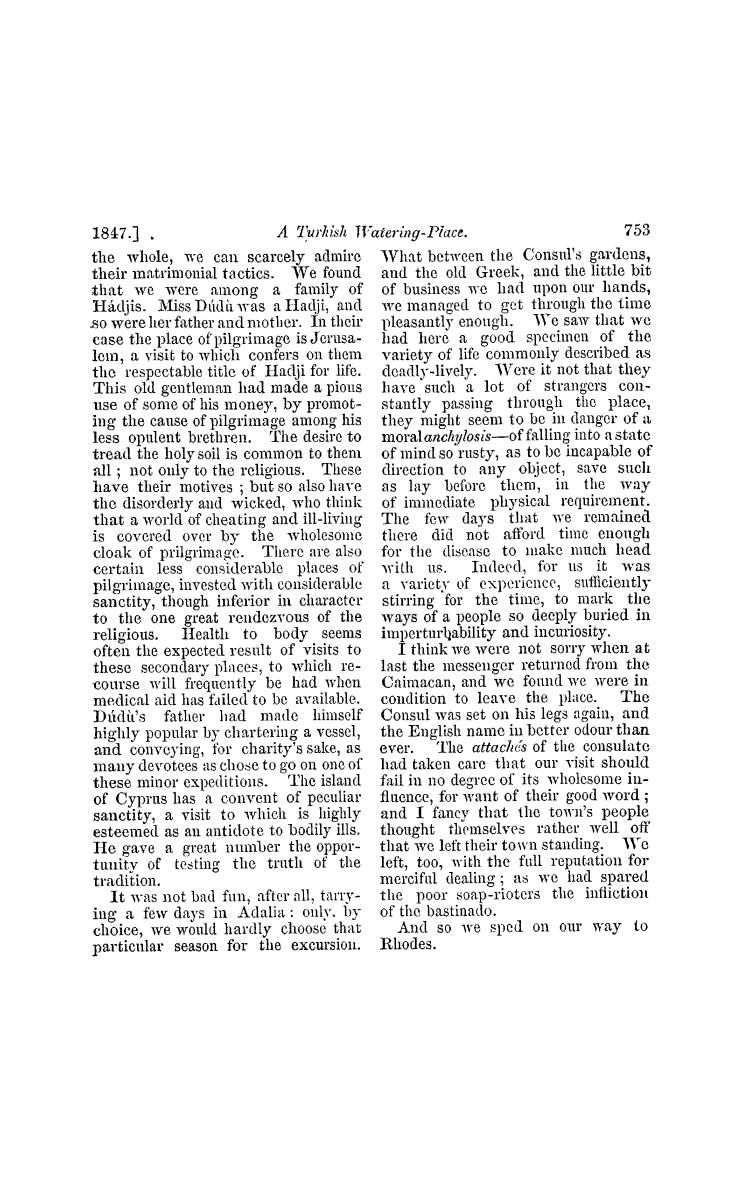 1847.] . A Turkish Watering-Place. 753
the whole, we can scarcely admire
their matrimonial tactics. We found
that we were among a family of
Hádjis. Miss Dúdù was a Hadji, and
so were her father and mother. In their
case the place of pilgrimage is Jerusa-
lem, a visit to which confers on them
the respectable title of Hadji for life.
This old gentleman had made a pious
use of some of his money, by promot-
ing the cause of pilgrimage among his
less opulent brethren. The desire to
tread the holy soil is common to them
all ; not only to the religious. These
have their motives ; but so also have
the disorderly and wicked, who think
that a world of cheating and ill-living
is covered over by the wholesome
cloak of prilgrimage. There are also
certain less considerable places of
pilgrimage, invested with considerable
sanctity, though inferior in character
to the one great rendezvous of the
religious. Health to body seems
often the expected result of visits to
these secondary places, to which re-
course will frequently be had when
medical aid has failed to be available.
Dúdù's father had made himself
highly popular by chartering a vessel,
and conveying, for charity's sake, as
many devotees as chose to go on one of
these minor expeditions. The island
of Cyprus has a convent of peculiar
sanctity, a visit to which is highly
esteemed as an antidote to bodily ills.
He gave a great number the oppor-
tunity of testing the truth of the
tradition.
It was not bad fun, after all, tarry-
ing a few days in Adalia : only, by
choice, we would hardly choose that
particular season for the excursion.
What between the Consul's gardens,
and the old Greek, and the little bit
of business we had upon our hands,
we managed to get through the time
pleasantly enough. We saw that we
had here a good specimen of the
variety of life commonly described as
deadly-lively. Were it not that they
have such a lot of strangers con-
stantly passing through the place,
they might seem to be in danger of a
moral anchylosis—of falling into a state
of mind so rusty, as to be incapable of
direction to any object, save such
as lay before them, in the way
of immediate physical requirement.
The few days that we remained
there did not afford time enough
for the disease to make much head
with us. Indeed, for us it was
a variety of experience, sufficiently
stirring for the time, to mark the
ways of a people so deeply buried in
imperturbability and incuriosity.
I think we were not sorry when at
last the messenger returned from the
Caimacan, and we found we were in
condition to leave the place. The
Consul was set on his legs again, and
the English name in better odour than
ever. The attachés of the consulate
had taken care that our visit should
fail in no degree of its wholesome in-
fluence, for want of their good word ;
and I fancy that the town's people
thought themselves rather well off
that we left their town standing. We
left, too, with the full reputation for
merciful dealing ; as we had spared
the poor soap-rioters the infliction
of the bastinado.
And so we sped on our way to
Rhodes.